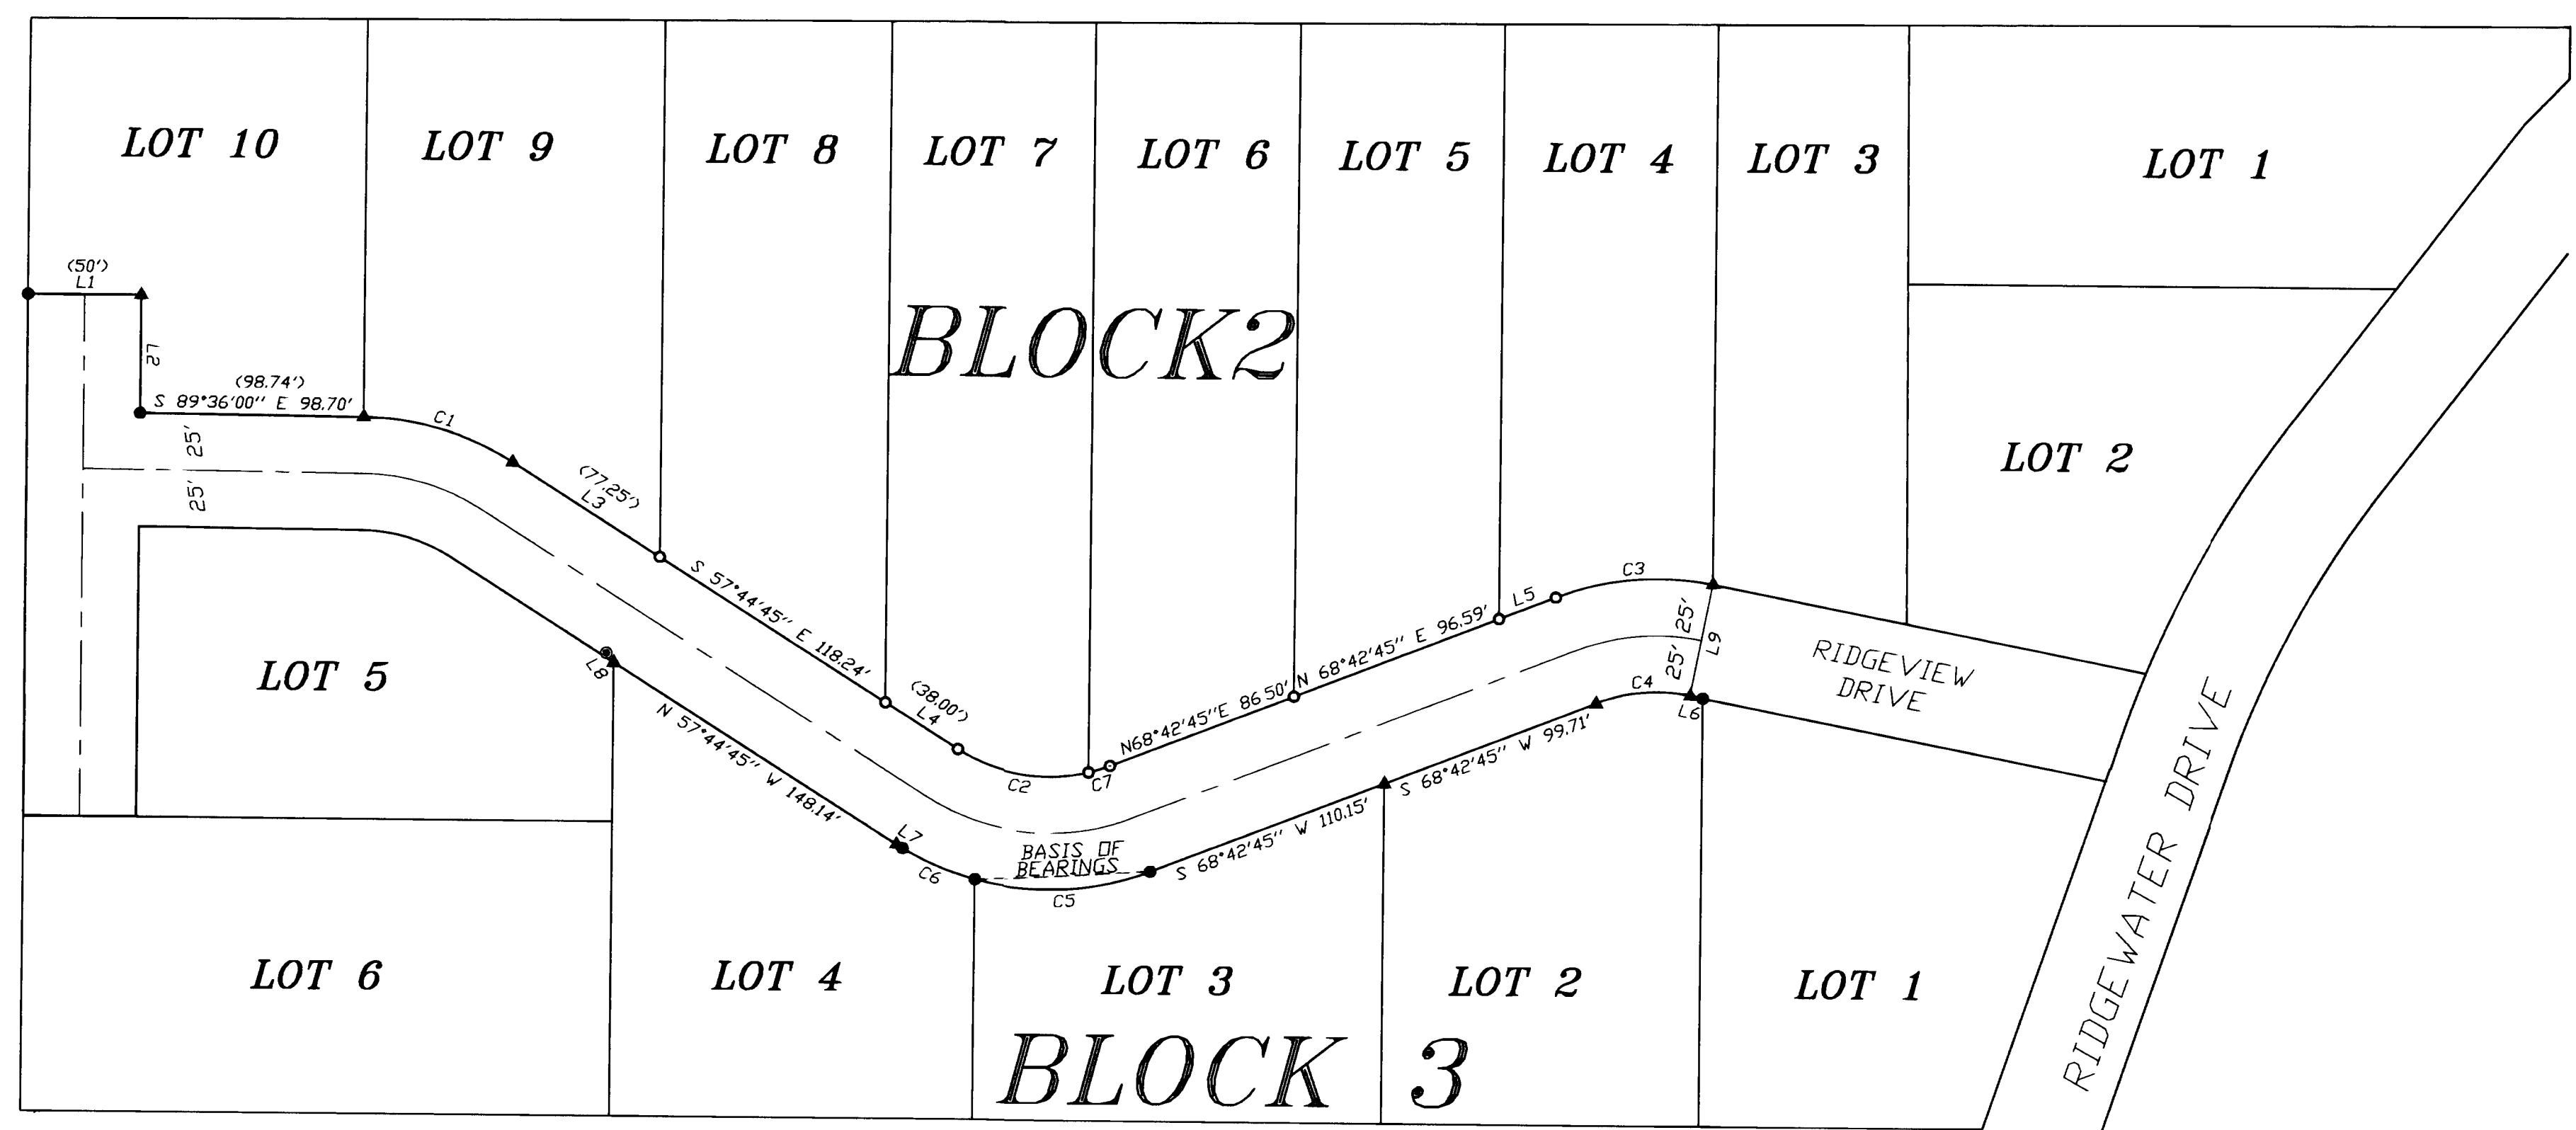 LOT 10
LOT 9
LOT 8
LOT 7
LOT 6
LOT 5
LOT 4
LOT 3
LOT 1
(50')
L1
L2
(98.74')
S 89°36'00" E 98.70'
C1
25'
25'
(77.25')
L3
BLOCK2
LOT 2
S 57°44'45" E 118.24'
(38.00')
L4
C2
C7
N68°42'45"E 86.50'
N 68°42'45" E 96.59'
L5
C3
25'
25'
L9
C4
L6
RIDGEVIEW
DRIVE
RIDGEWATER DRIVE
LOT 5
L8
N 57°44'45" W 148.14'
L7
C6
BASIS OF
BEARINGS
C5
S 68°42'45" W 110.15'
S 68°42'45" W 99.71'
LOT 6
LOT 4
LOT 3
LOT 2
LOT 1
BLOCK 3